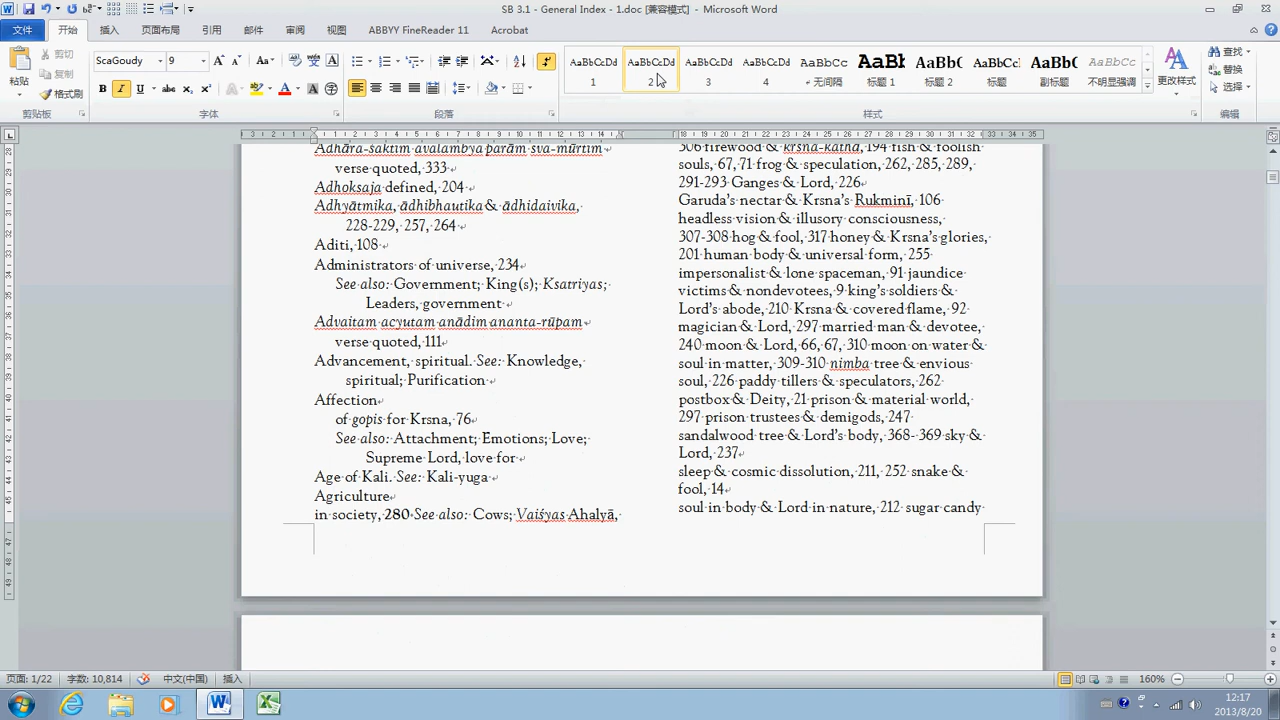 SB 3.1 - General Index - 1.doc [兼容模式] - Microsoft Word
文件 开始 插入 页面布局 引用 邮件 审阅 视图 ABBYY FineReader 11 Acrobat
粘贴 剪切 复制 格式刷
ScaGoudy 9
AaBbCcDd AaBbCcDd AaBbCcDd AaBbCcDd AaBbCc AaBb AaBbC AaBbCc AaBb( AaBbCc
1 2 3 4 无间隔 标题 1 标题 2 标题 副标题 不明显强调 更改样式
查找 替换 选择
剪贴板 字体 段落 样式 编辑
Adhāra-śaktim avalambya parām sva-mūrtim
verse quoted, 333
Adhoksaja defined, 204
Adhyātmika, ādhibhautika & ādhidaivika,
228-229, 257, 264
Aditi, 108
Administrators of universe, 234
See also: Government; King(s); Ksatriyas;
Leaders, government
Advaitam acyutam anādim ananta-rūpam
verse quoted, 111
Advancement, spiritual. See: Knowledge,
spiritual; Purification
Affection
of gopis for Krsna, 76
See also: Attachment; Emotions; Love;
Supreme Lord, love for
Age of Kali. See: Kali-yuga
Agriculture
in society, 280 See also: Cows; Vaiśyas Ahalyā,
306 firewood & krsna-katha, 194 fish & foolish
souls, 67, 71 frog & speculation, 262, 285, 289,
291-293 Ganges & Lord, 226
Garuda's nectar & Krsna's Rukminī, 106
headless vision & illusory consciousness,
307-308 hog & fool, 317 honey & Krsna's glories,
201 human body & universal form, 255
impersonalist & lone spaceman, 91 jaundice
victims & nondevotees, 9 king's soldiers &
Lord's abode, 210 Krsna & covered flame, 92
magician & Lord, 297 married man & devotee,
240 moon & Lord, 66, 67, 310 moon on water &
soul in matter, 309-310 nimba tree & envious
soul, 226 paddy tillers & speculators, 262
postbox & Deity, 21 prison & material world,
297 prison trustees & demigods, 247
sandalwood tree & Lord's body, 368- 369 sky &
Lord, 237
sleep & cosmic dissolution, 211, 252 snake &
fool, 14
soul in body & Lord in nature, 212 sugar candy
页面: 1/22 字数: 10,814 中文(中国) 插入 160%
12:17
2013/8/20